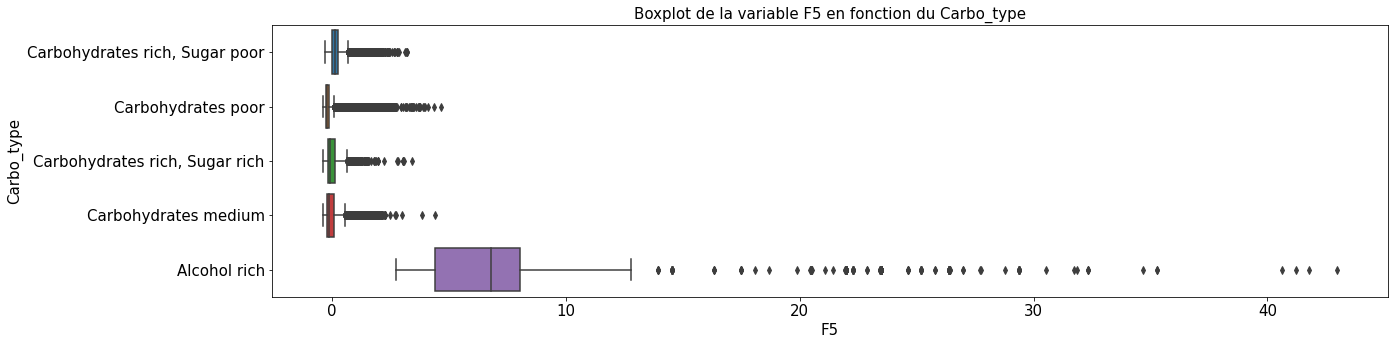 Boxplot de la variable F5 en fonction du Carbo_type
Carbo_type
Carbohydrates rich, Sugar poor
Carbohydrates poor
Carbohydrates rich, Sugar rich
Carbohydrates medium
Alcohol rich
0 10 20 30 40
F5